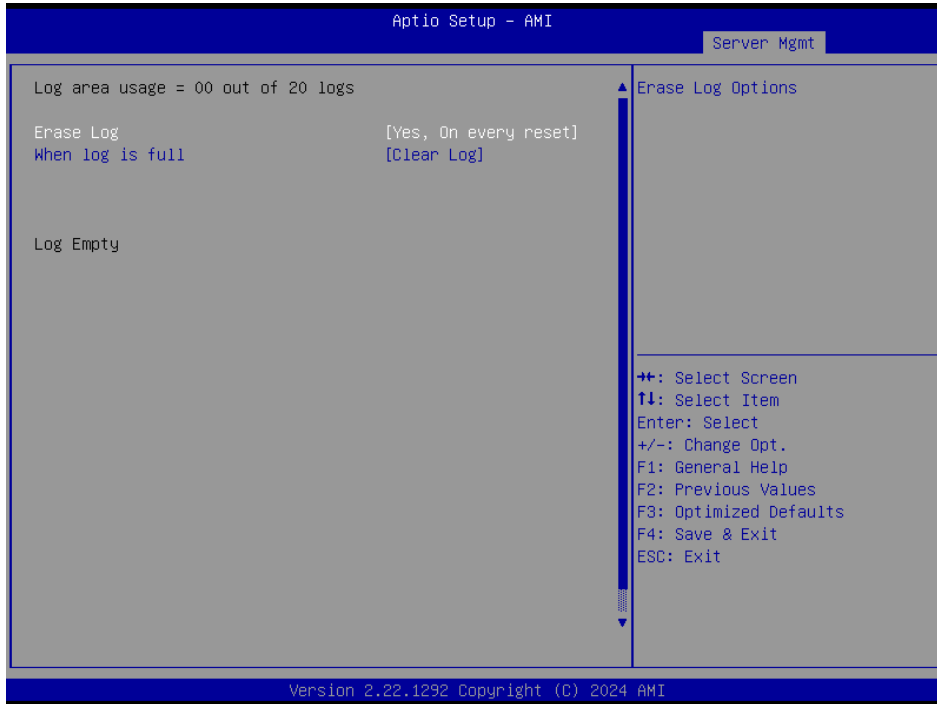 Aptio Setup - AMI
Server Mgmt
Log area usage = 00 out of 20 logs
Erase Log [Yes, On every reset]
When log is full [Clear Log]
Log Empty
Erase Log Options
→←: Select Screen
↑↓: Select Item
Enter: Select
+/-: Change Opt.
F1: General Help
F2: Previous Values
F3: Optimized Defaults
F4: Save & Exit
ESC: Exit
Version 2.22.1292 Copyright (C) 2024 AMI